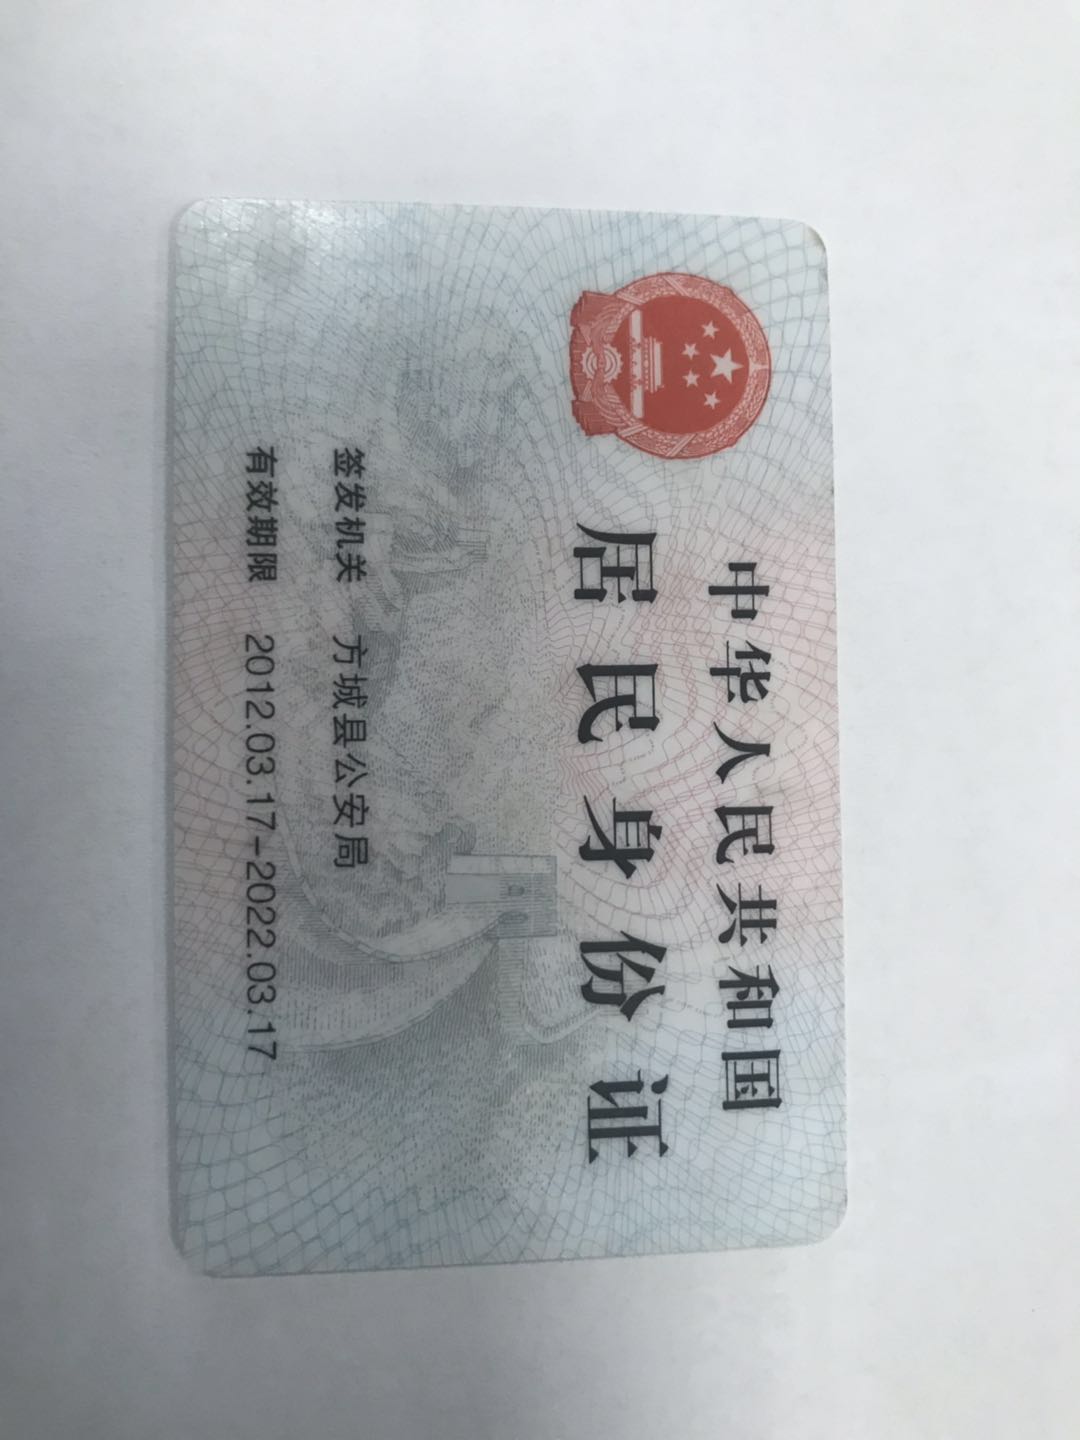 中华人民共和国
居民身份证
签发机关 方城县公安局
有效期限 2012.03.17-2022.03.17